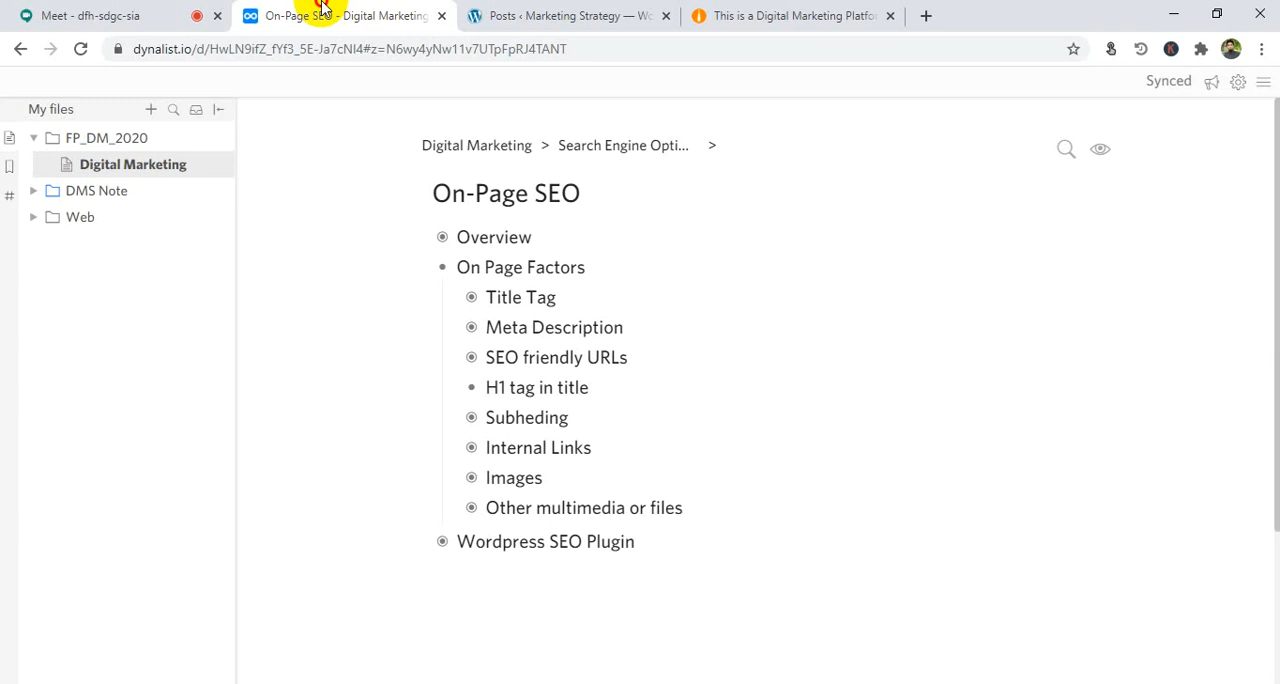 Meet - dfh-sdgc-sia
On-Page SEO - Digital Marketing
Posts ‹ Marketing Strategy — Wo
This is a Digital Marketing Platfo
dynalist.io/d/HwLN9ifZ_fYf3_5E-Ja7cNI4#z=N6wy4yNw11v7UTpFpRJ4TANT
K
Synced
My files
FP_DM_2020
Digital Marketing
DMS Note
Web
Digital Marketing > Search Engine Opti... >
On-Page SEO
Overview
On Page Factors
Title Tag
Meta Description
SEO friendly URLs
H1 tag in title
Subheding
Internal Links
Images
Other multimedia or files
Wordpress SEO Plugin